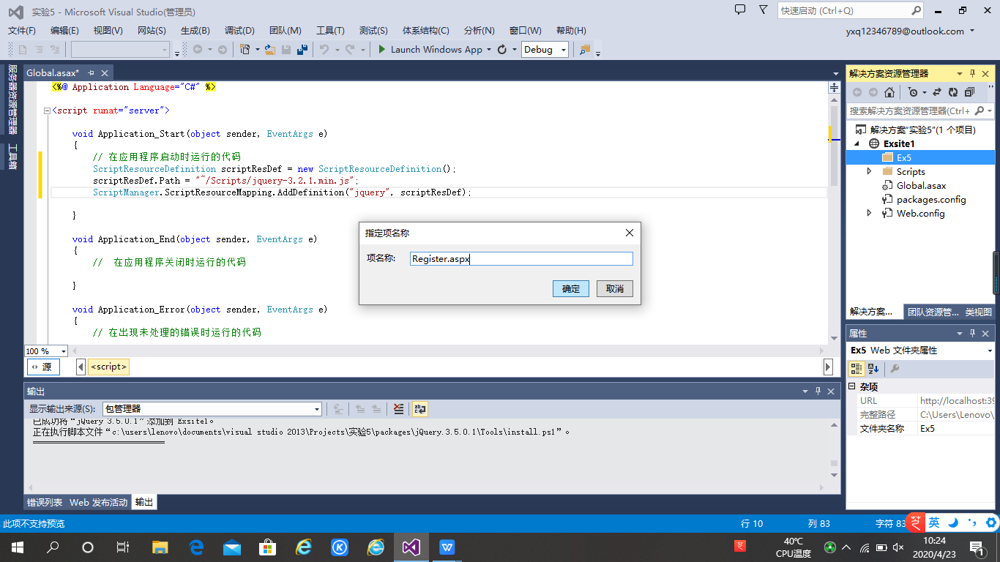 实验5 - Microsoft Visual Studio(管理员)
快速启动 (Ctrl+Q)
文件(F) 编辑(E) 视图(V) 网站(S) 生成(B) 调试(D) 团队(M) 工具(T) 测试(S) 体系结构(C) 分析(N) 窗口(W) 帮助(H)
yxq12346789@outlook.com
Launch Windows App Debug
服务器资源管理器
工具箱
Global.asax*
<%@ Application Language="C#" %>
<script runat="server">
void Application_Start(object sender, EventArgs e)
{
// 在应用程序启动时运行的代码
ScriptResourceDefinition scriptResDef = new ScriptResourceDefinition();
scriptResDef.Path = "~/Scripts/jquery-3.2.1.min.js";
ScriptManager.ScriptResourceMapping.AddDefinition("jquery", scriptResDef);
}
void Application_End(object sender, EventArgs e)
{
// 在应用程序关闭时运行的代码
}
void Application_Error(object sender, EventArgs e)
{
// 在出现未处理的错误时运行的代码
100 %
源 <script>
指定项名称
项名称: Register.aspx
确定 取消
解决方案资源管理器
搜索解决方案资源管理器(Ctrl+
解决方案"实验5"(1 个项目)
Exsite1
Ex5
Scripts
Global.asax
packages.config
Web.config
解决方案... 团队资源管... 类视图
属性
Ex5 Web 文件夹属性
杂项
URL http://localhost:39
完整路径 C:\Users\Lenovo\
文件夹名称 Ex5
输出
显示输出来源(S): 包管理器
已成功将“jQuery 3.5.0.1”添加到 Exsite1。
正在执行脚本文件“c:\users\lenovo\documents\visual studio 2013\Projects\实验5\packages\jQuery.3.5.0.1\Tools\install.ps1”。
==============================
错误列表 Web 发布活动 输出
此项不支持预览
行 10 列 83 字符 83
英
40℃
CPU温度
10:24
2020/4/23
1